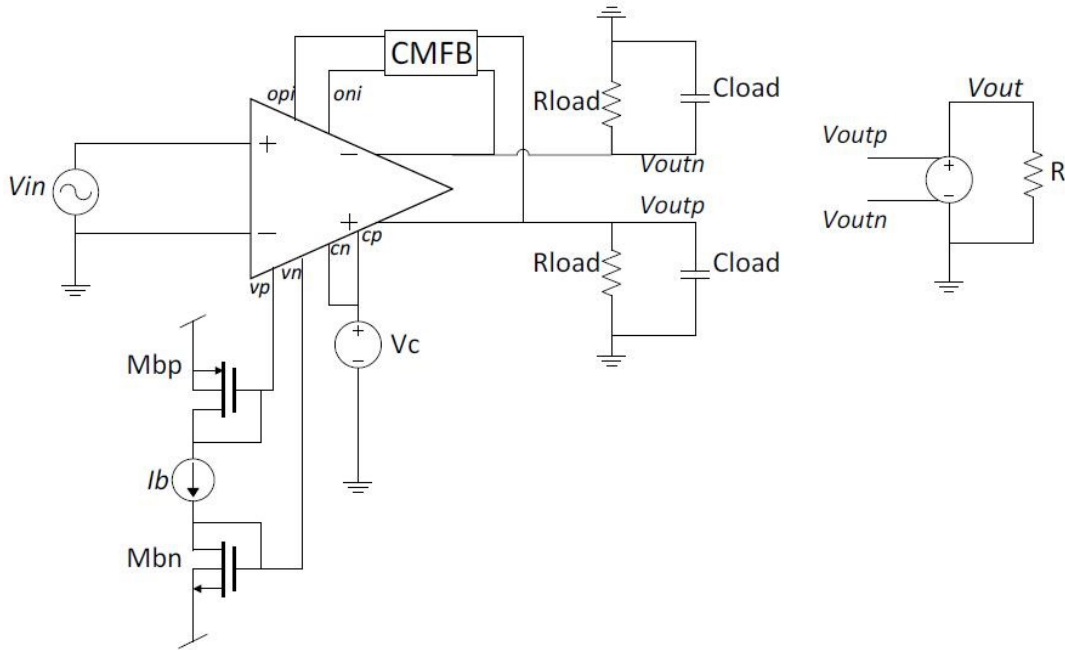 CMFB
opi
oni
+
−
Rload
Cload
Vout
Voutp
Vin
Voutn
+
−
R
Voutn
Voutp
−
+
cp
cn
vn
vp
Rload
Cload
+
−
Vc
Mbp
Ib
Mbn